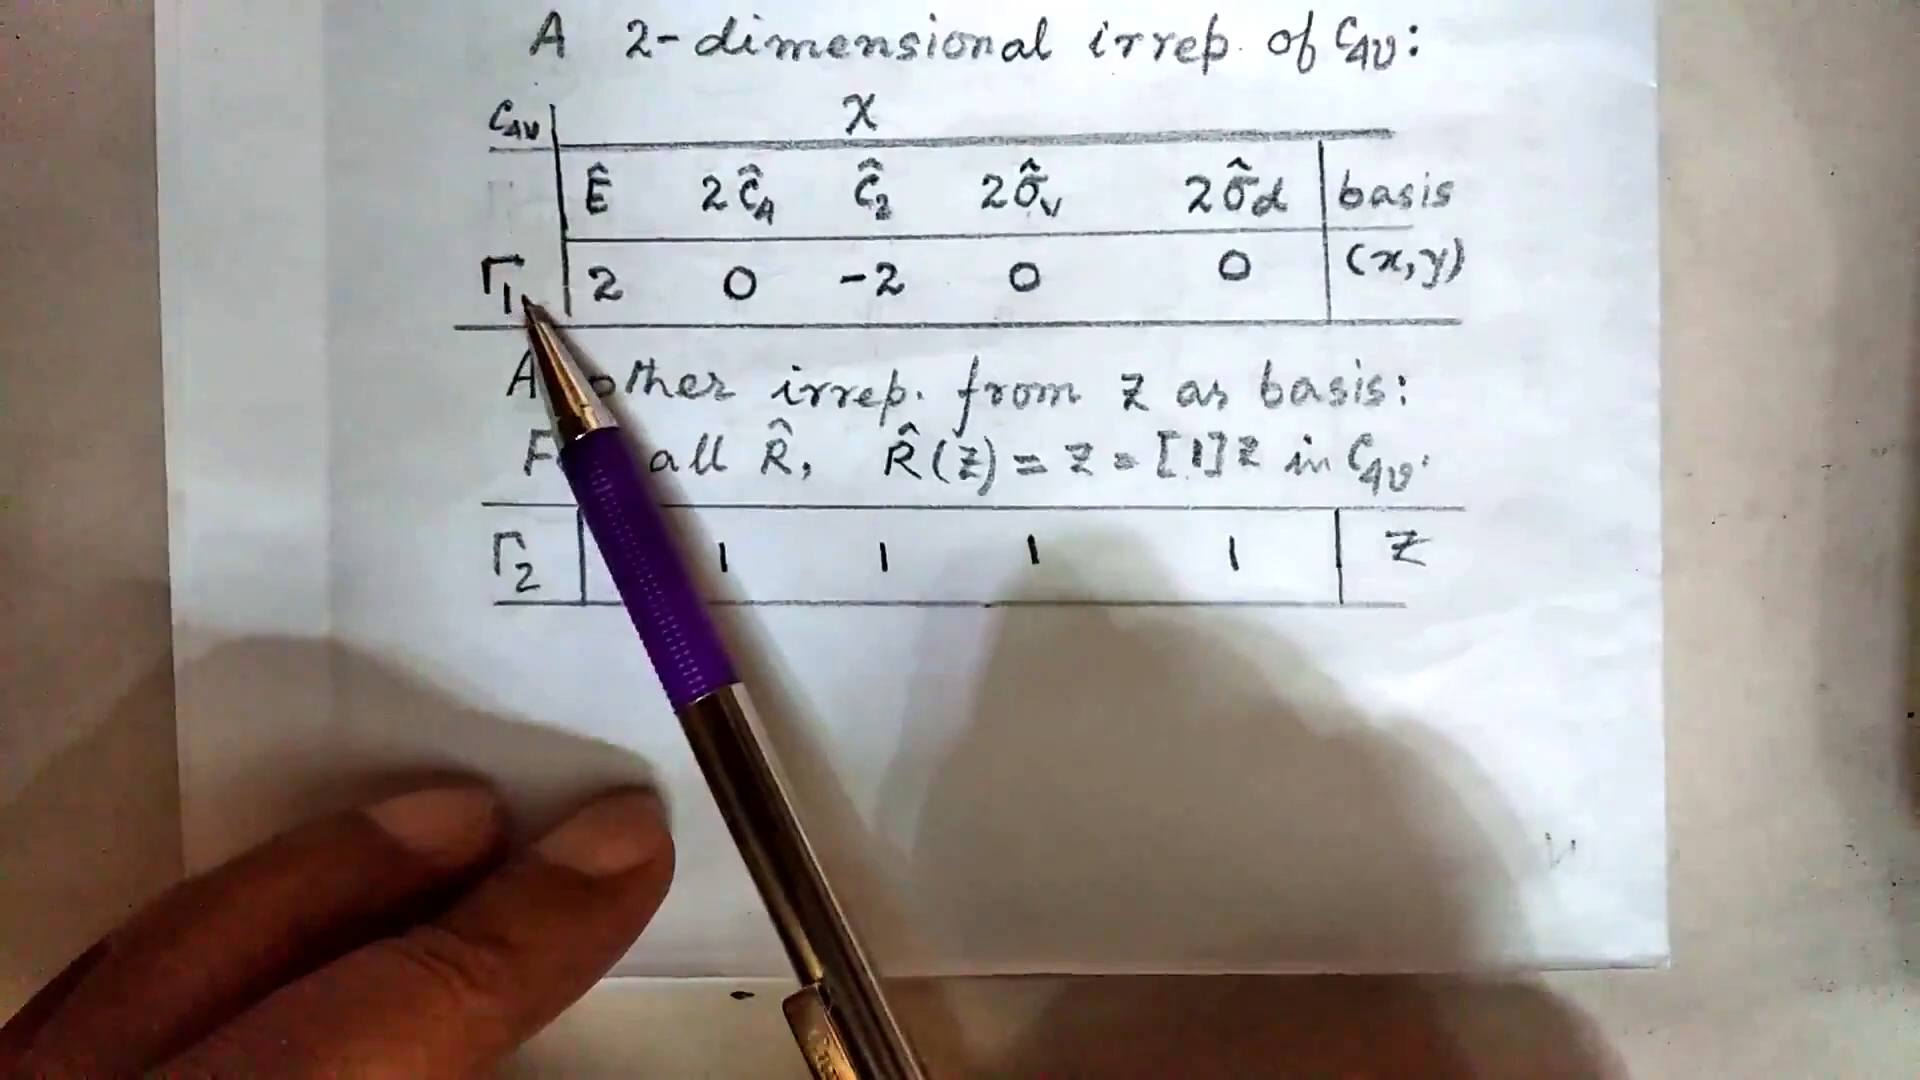 A 2-dimensional irrep. of C4v:
C4v χ
Ê 2Ĉ4 Ĉ2 2σ̂v 2σ̂d basis
Γ1 2 0 -2 0 0 (x,y)
other irrep. from z as basis:
all R̂, R̂(z) = z = [1]z in C4v.
Γ2 1 1 1 1 z